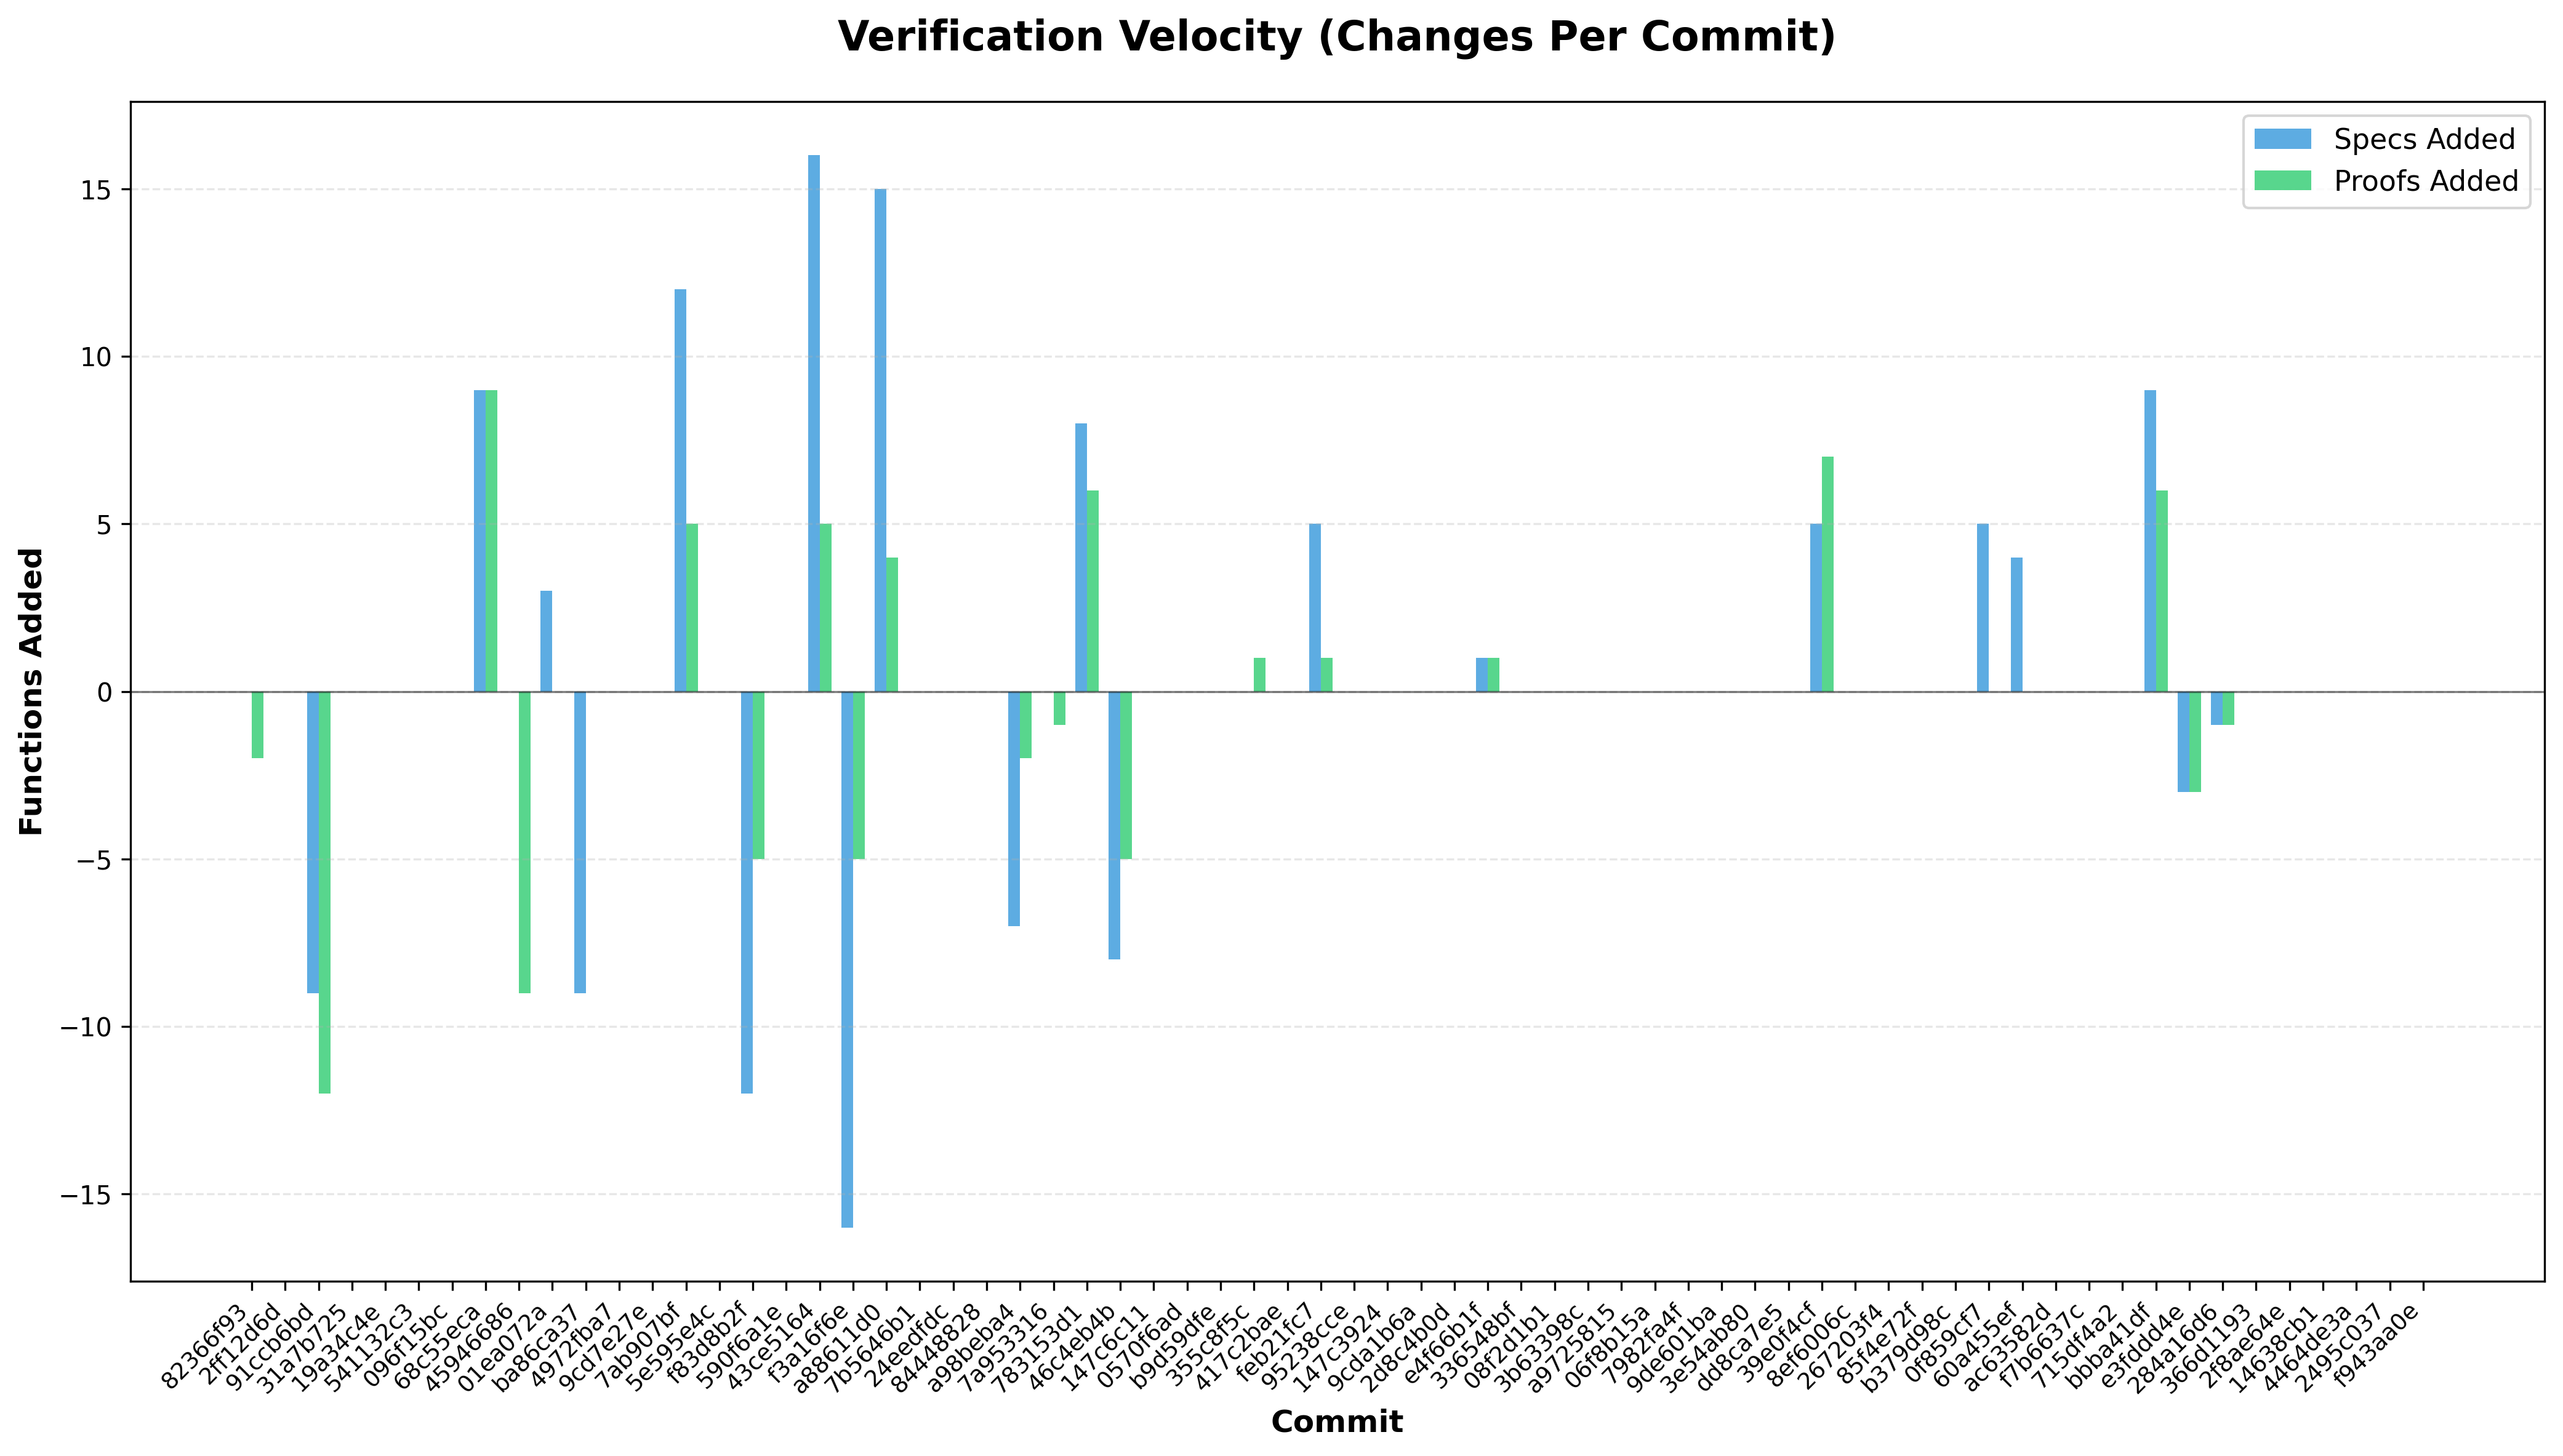 Verification Velocity (Changes Per Commit)
Specs Added
Proofs Added
Functions Added
15
10
5
0
−5
−10
−15
82366f93
2ff12d6d
91ccb6bd
31a7b725
19a34c4e
541132c3
096f15bc
68c55eca
45946686
01ea072a
ba86ca37
4972fba7
9cd7e27e
7ab907bf
5e595e4c
f83d8b2f
590f6a1e
43ce5164
f3a16f6e
a88611d0
7b5646b1
24eedfdc
84448828
a98beba4
7a953316
783153d1
46c4eb4b
147c6c11
0570f6ad
b9d59dfe
355c8f5c
417c2bae
feb21fc7
95238cce
147c3924
9cda1b6a
2d8c4b0d
e4f66b1f
336548bf
08f2d1b1
3b63398c
a9725815
06f8b15a
7982fa4f
9de601ba
3e54ab80
dd8ca7e5
39e0f4cf
8ef6006c
267203f4
85f4e72f
b379d98c
0f859cf7
60a455ef
ac63582d
f7b6637c
715df4a2
bbba41df
e3fddd4e
284a16d6
366d1193
2f8ae64e
14638cb1
4464de3a
2495c037
f943aa0e
Commit